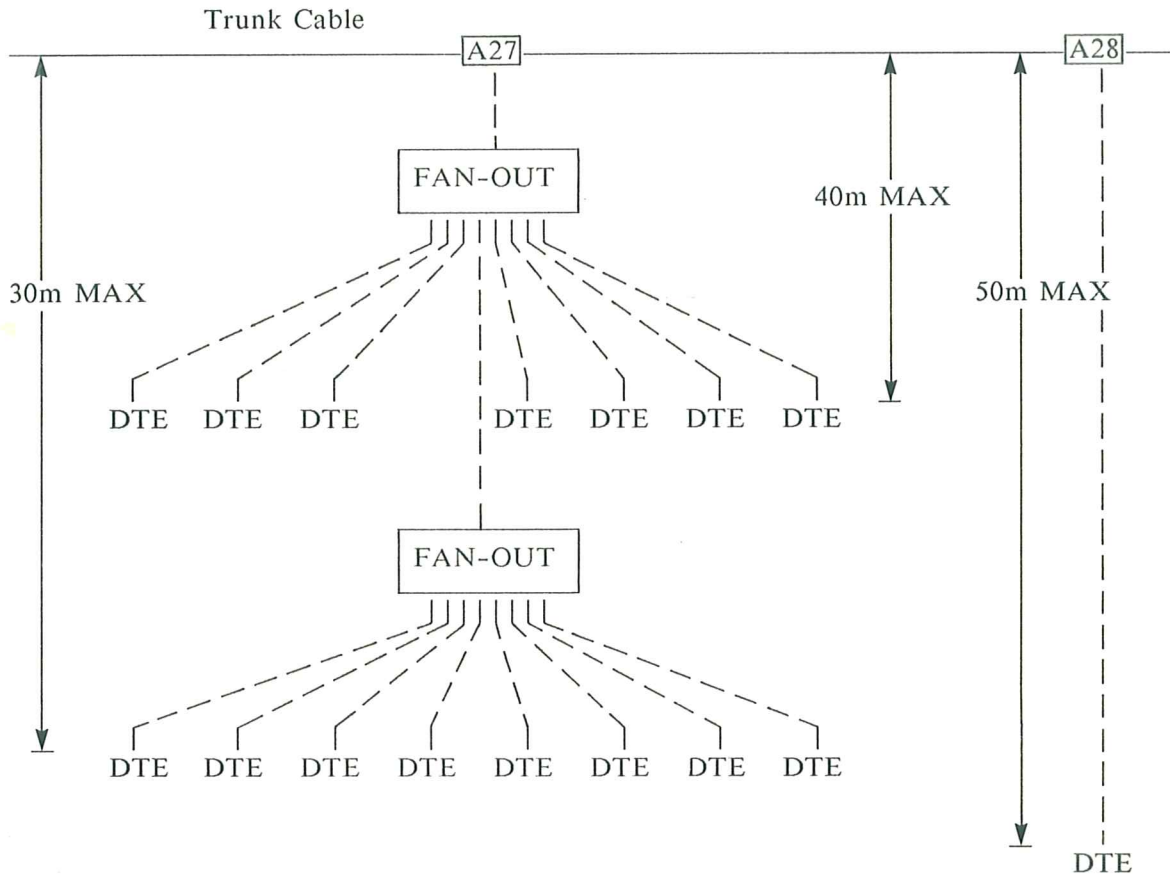 Trunk Cable
A27
A28
FAN-OUT
40m MAX
30m MAX
50m MAX
DTE DTE DTE DTE DTE DTE DTE
FAN-OUT
DTE DTE DTE DTE DTE DTE DTE DTE
DTE